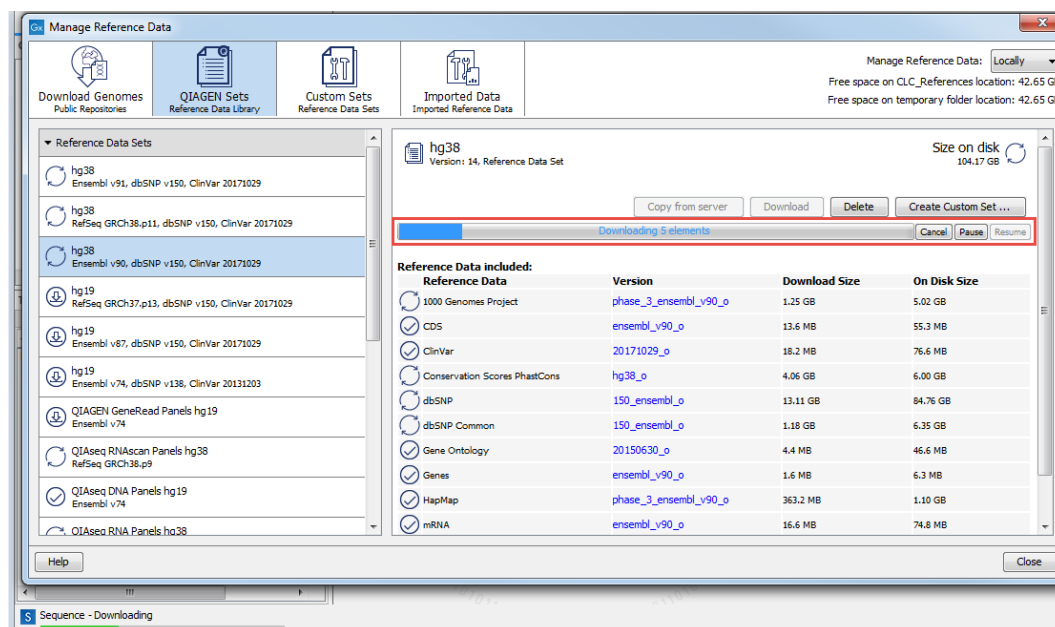 Manage Reference Data
Download Genomes
Public Repositories
QIAGEN Sets
Reference Data Library
Custom Sets
Reference Data Sets
Imported Data
Imported Reference Data
Manage Reference Data: Locally
Free space on CLC_References location: 42.65 G
Free space on temporary folder location: 42.65 G
Reference Data Sets
hg38
Ensembl v91, dbSNP v150, ClinVar 20171029
hg38
RefSeq GRCh38.p11, dbSNP v150, ClinVar 20171029
hg38
Ensembl v90, dbSNP v150, ClinVar 20171029
hg19
RefSeq GRCh37.p13, dbSNP v150, ClinVar 20171029
hg19
Ensembl v87, dbSNP v150, ClinVar 20171029
hg19
Ensembl v74, dbSNP v138, ClinVar 20131203
QIAGEN GeneRead Panels hg19
Ensembl v74
QIAseq RNAscan Panels hg38
RefSeq GRCh38.p9
QIAseq DNA Panels hg19
Ensembl v74
QIAseq RNA Panels hg38
hg38
Version: 14, Reference Data Set
Size on disk
104.17 GB
Copy from server Download Delete Create Custom Set ...
Downloading 5 elements Cancel Pause Resume
Reference Data included:
Reference Data Version Download Size On Disk Size
1000 Genomes Project phase_3_ensembl_v90_o 1.25 GB 5.02 GB
CDS ensembl_v90_o 13.6 MB 55.3 MB
ClinVar 20171029_o 18.2 MB 76.6 MB
Conservation Scores PhastCons hg38_o 4.06 GB 6.00 GB
dbSNP 150_ensembl_o 13.11 GB 84.76 GB
dbSNP Common 150_ensembl_o 1.18 GB 6.35 GB
Gene Ontology 20150630_o 4.4 MB 46.6 MB
Genes ensembl_v90_o 1.6 MB 6.3 MB
HapMap phase_3_ensembl_v90_o 363.2 MB 1.10 GB
mRNA ensembl_v90_o 16.6 MB 74.8 MB
Help
Close
S Sequence - Downloading